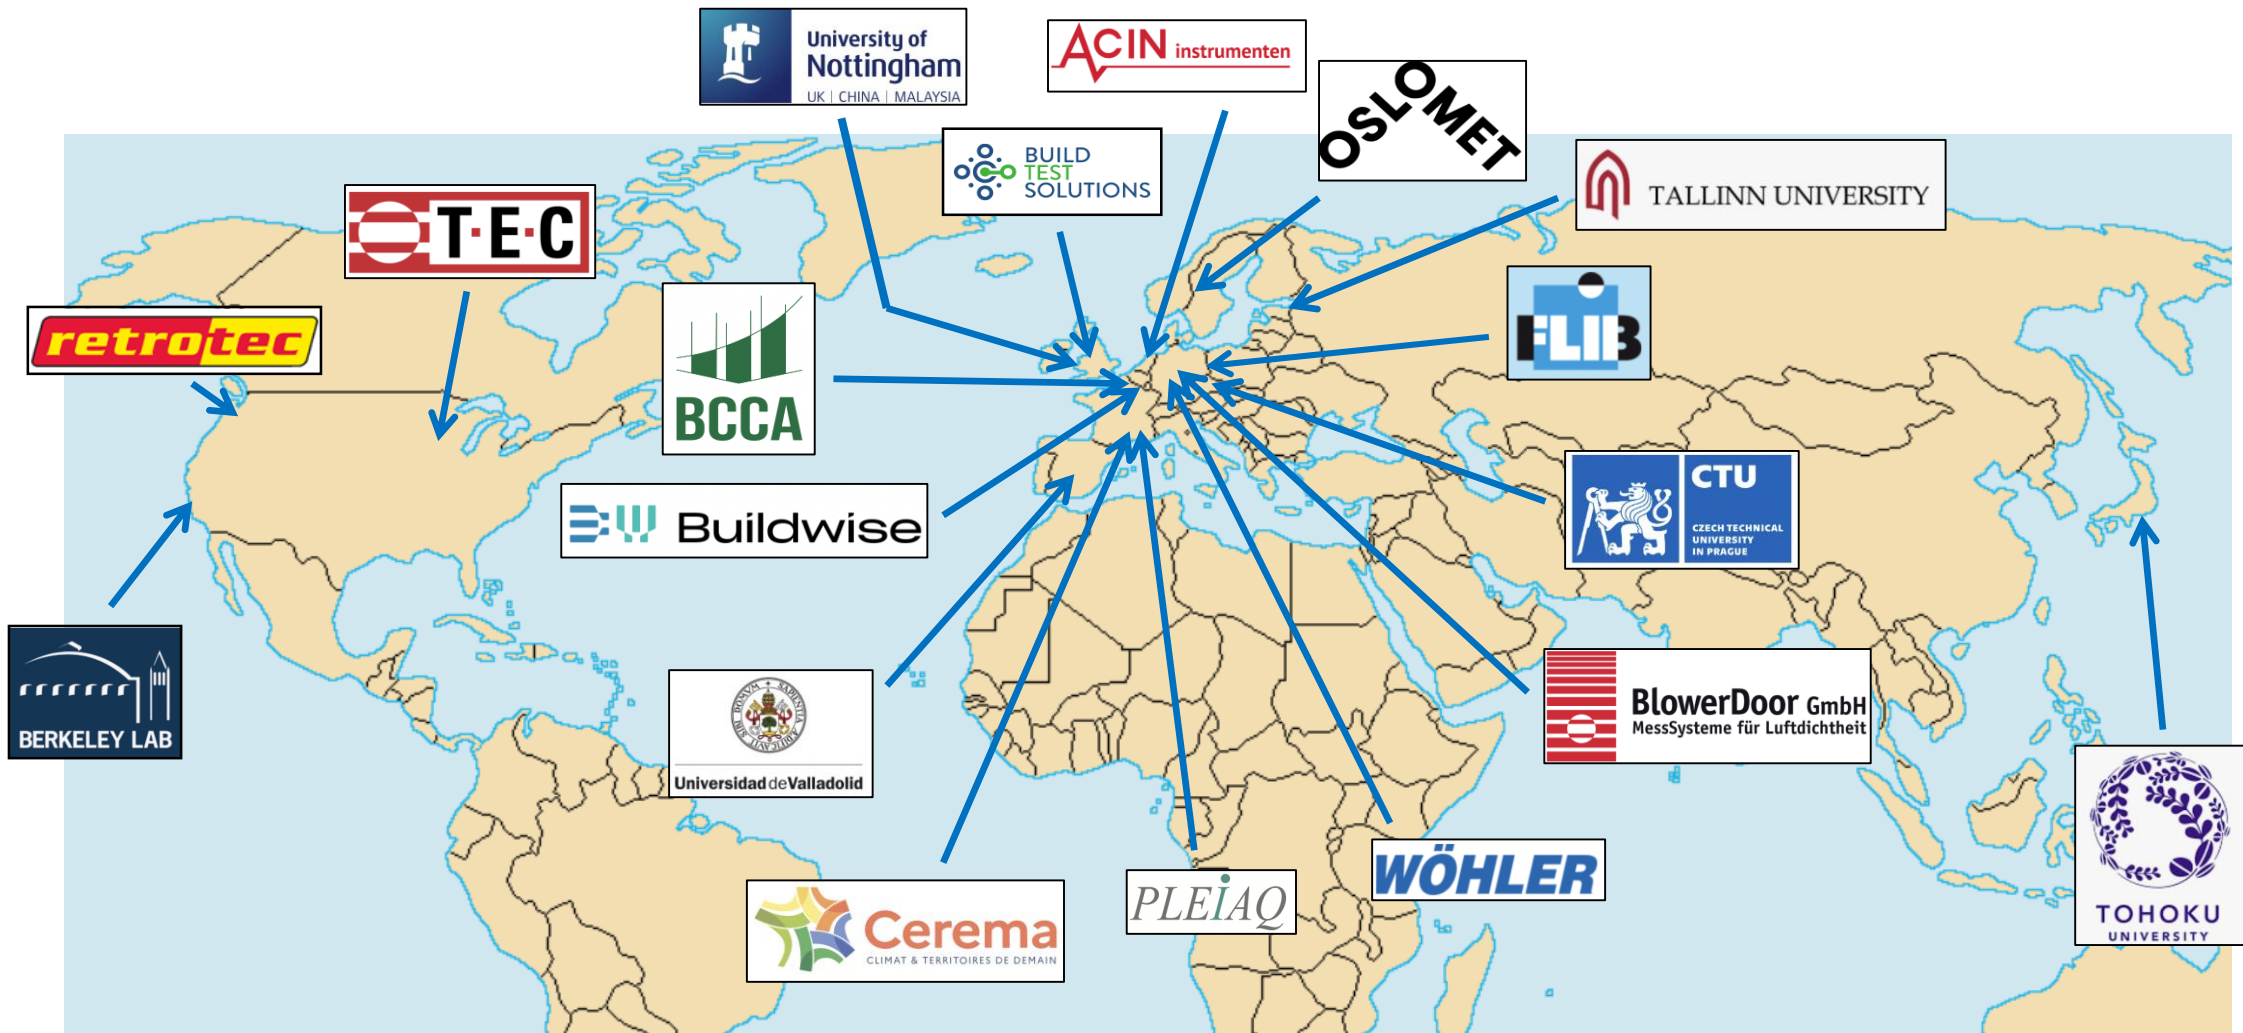 University of
Nottingham
UK | CHINA | MALAYSIA
ACIN instrumenten
OSLOMET
BUILD
TEST
SOLUTIONS
TALLINN UNIVERSITY
T·E·C
retrotec
BCCA
FLiB
CTU
CZECH TECHNICAL
UNIVERSITY
IN PRAGUE
Buildwise
BERKELEY LAB
SIGILLVM
Universidad de Valladolid
BlowerDoor GmbH
MessSysteme für Luftdichtheit
Cerema
CLIMAT & TERRITOIRES DE DEMAIN
PLEiAQ
WÖHLER
TOHOKU
UNIVERSITY